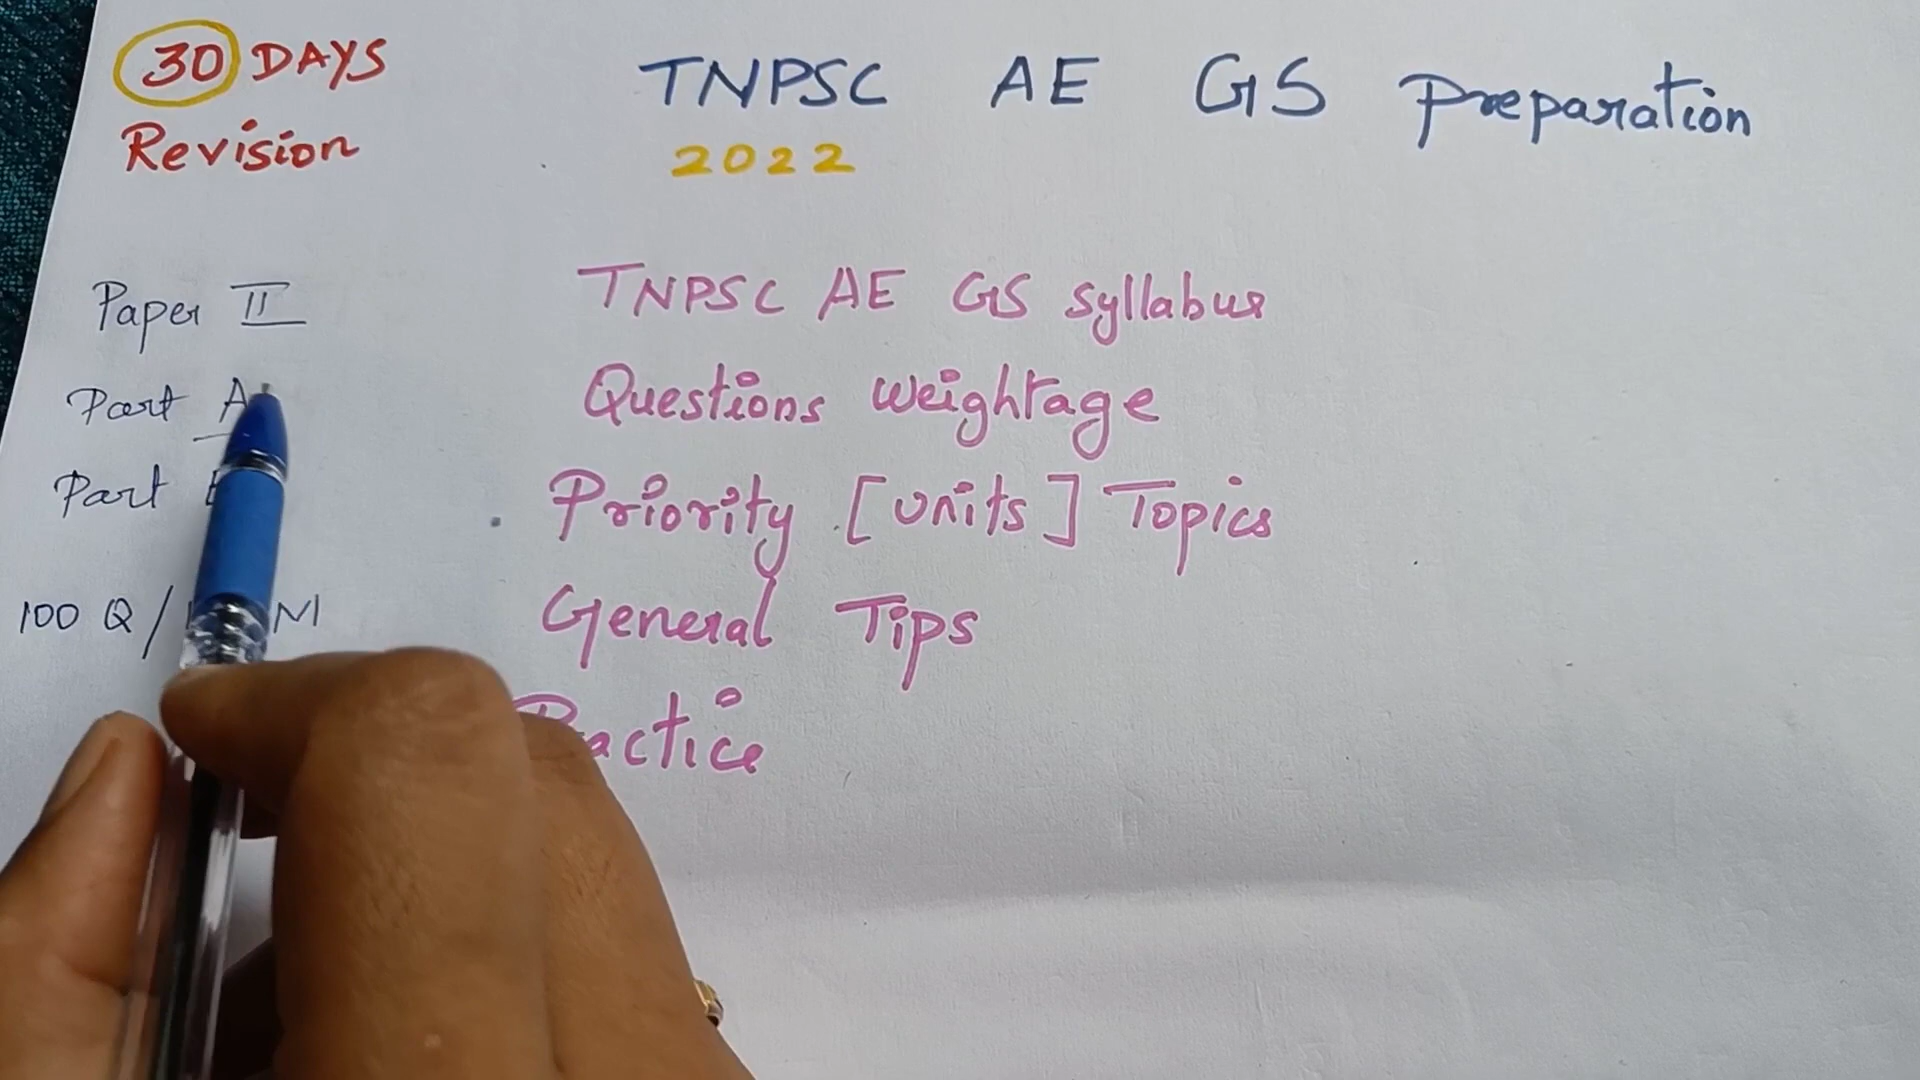 30 DAYS
Revision
TNPSC AE GS Preparation
2022
Paper II
Part A
Part
100 Q /
TNPSC AE GS syllabus
Questions weightage
Priority [units] Topics
General Tips
Practice